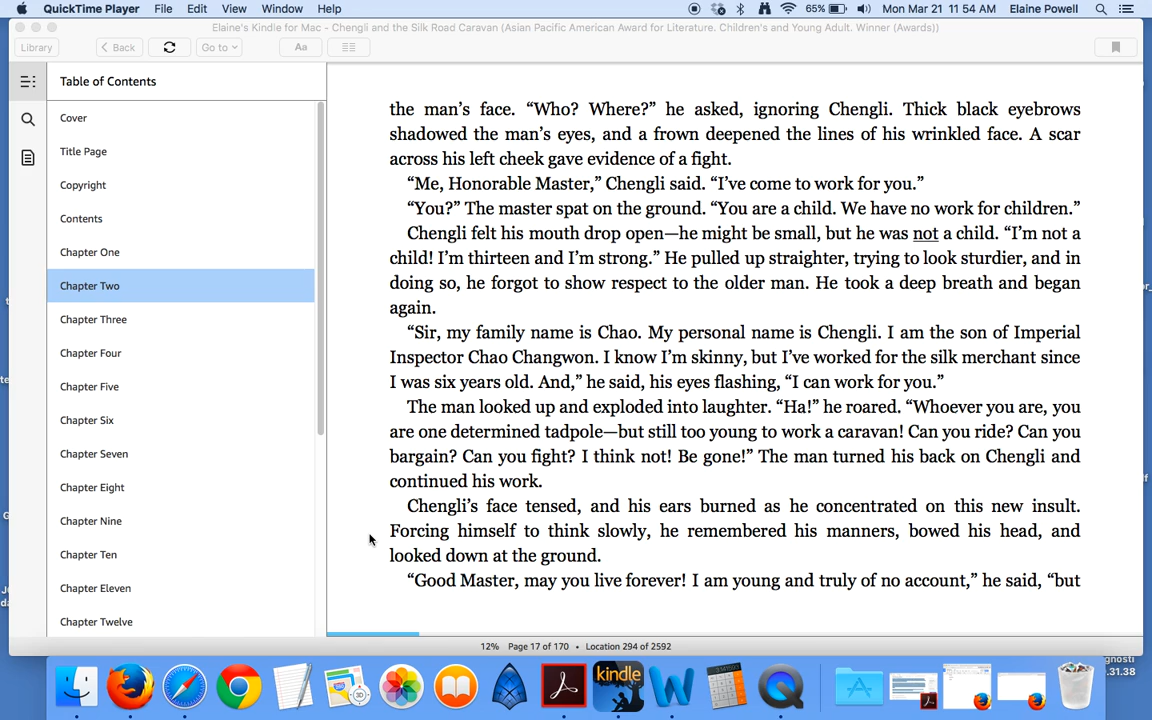 QuickTime Player File Edit View Window Help 65% Mon Mar 21 11:54 AM Elaine Powell
Elaine's Kindle for Mac - Chengli and the Silk Road Caravan (Asian Pacific American Award for Literature. Children's and Young Adult. Winner (Awards))
Library Back Go to Aa
Table of Contents
Cover
Title Page
Copyright
Contents
Chapter One
Chapter Two
Chapter Three
Chapter Four
Chapter Five
Chapter Six
Chapter Seven
Chapter Eight
Chapter Nine
Chapter Ten
Chapter Eleven
Chapter Twelve
the man's face. “Who? Where?” he asked, ignoring Chengli. Thick black eyebrows
shadowed the man's eyes, and a frown deepened the lines of his wrinkled face. A scar
across his left cheek gave evidence of a fight.
“Me, Honorable Master,” Chengli said. “I've come to work for you.”
“You?” The master spat on the ground. “You are a child. We have no work for children.”
Chengli felt his mouth drop open—he might be small, but he was not a child. “I'm not a
child! I'm thirteen and I'm strong.” He pulled up straighter, trying to look sturdier, and in
doing so, he forgot to show respect to the older man. He took a deep breath and began
again.
“Sir, my family name is Chao. My personal name is Chengli. I am the son of Imperial
Inspector Chao Changwon. I know I'm skinny, but I've worked for the silk merchant since
I was six years old. And,” he said, his eyes flashing, “I can work for you.”
The man looked up and exploded into laughter. “Ha!” he roared. “Whoever you are, you
are one determined tadpole—but still too young to work a caravan! Can you ride? Can you
bargain? Can you fight? I think not! Be gone!” The man turned his back on Chengli and
continued his work.
Chengli's face tensed, and his ears burned as he concentrated on this new insult.
Forcing himself to think slowly, he remembered his manners, bowed his head, and
looked down at the ground.
“Good Master, may you live forever! I am young and truly of no account,” he said, “but
12% Page 17 of 170 • Location 294 of 2592
kindle
.31.38